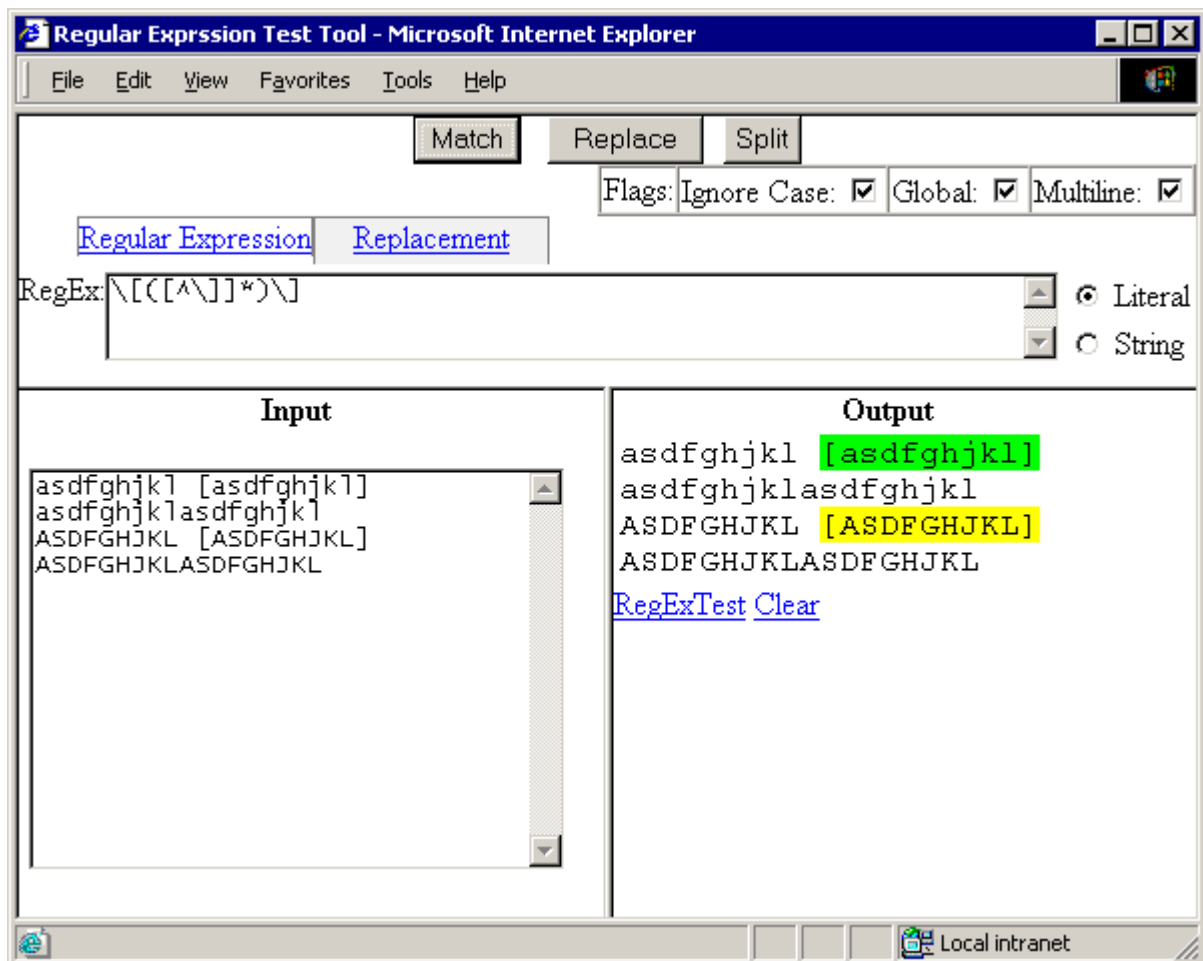 Regular Exprssion Test Tool - Microsoft Internet Explorer
File Edit View Favorites Tools Help
Match Replace Split
Flags: Ignore Case: Global: Multiline:
Regular Expression Replacement
RegEx: \[([^\]]*)\]
Literal
String
Input
asdfghjkl [asdfghjkl]
asdfghjklasdfghjkl
ASDFGHJKL [ASDFGHJKL]
ASDFGHJKLASDFGHJKL
Output
asdfghjkl [asdfghjkl]
asdfghjklasdfghjkl
ASDFGHJKL [ASDFGHJKL]
ASDFGHJKLASDFGHJKL
RegExTest Clear
Local intranet